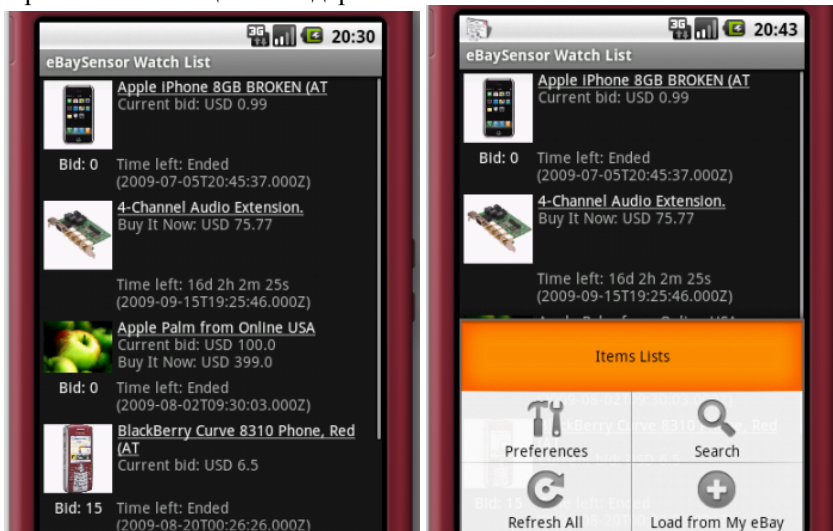 3G 20:30
eBaySensor Watch List
Apple iPhone 8GB BROKEN (AT
Current bid: USD 0.99
Bid: 0 Time left: Ended
(2009-07-05T20:45:37.000Z)
4-Channel Audio Extension.
Buy It Now: USD 75.77
Time left: 16d 2h 2m 25s
(2009-09-15T19:25:46.000Z)
Apple Palm from Online USA
Current bid: USD 100.0
Buy It Now: USD 399.0
Bid: 0 Time left: Ended
(2009-08-02T09:30:03.000Z)
BlackBerry Curve 8310 Phone, Red
(AT
Current bid: USD 6.5
Bid: 15 Time left: Ended
(2009-08-20T00:26:26.000Z)
3G 20:43
eBaySensor Watch List
Apple iPhone 8GB BROKEN (AT
Current bid: USD 0.99
Bid: 0 Time left: Ended
(2009-07-05T20:45:37.000Z)
4-Channel Audio Extension.
Buy It Now: USD 75.77
Time left: 16d 2h 2m 25s
(2009-09-15T19:25:46.000Z)
Items Lists
Preferences Search
Refresh All Load from My eBay